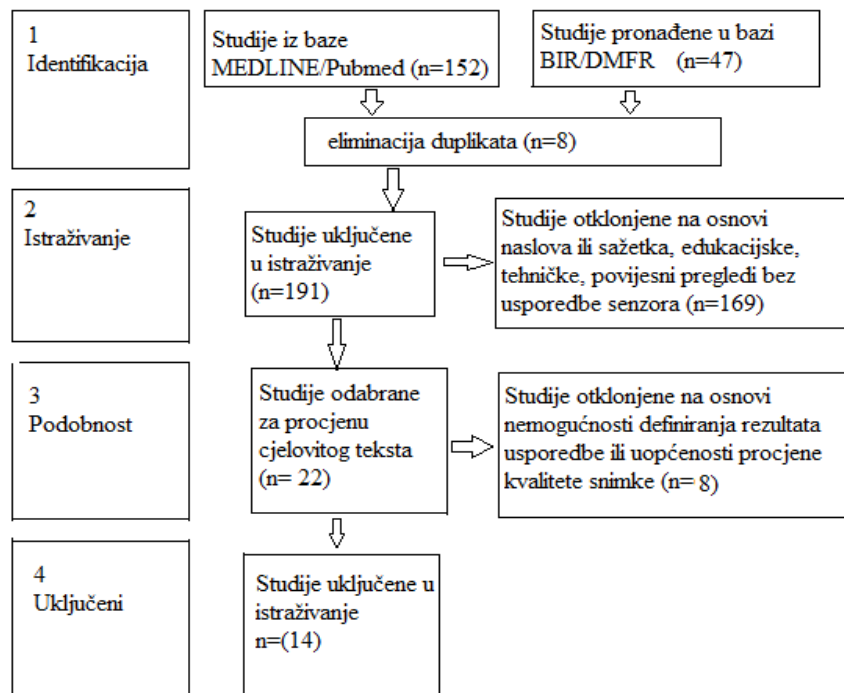 1
Identifikacija
Studije iz baze
MEDLINE/Pubmed (n=152)
Studije pronađene u bazi
BIR/DMFR (n=47)
eliminacija duplikata (n=8)
2
Istraživanje
Studije uključene
u istraživanje
(n=191)
Studije otklonjene na osnovi
naslova ili sažetka, edukacijske,
tehničke, povijesni pregledi bez
usporedbe senzora (n=169)
3
Podobnost
Studije odabrane
za procjenu
cjelovitog teksta
(n= 22)
Studije otklonjene na osnovi
nemogućnosti definiranja rezultata
usporedbe ili uopćenosti procjene
kvalitete snimke (n= 8)
4
Uključeni
Studije uključene u
istraživanje
n=(14)